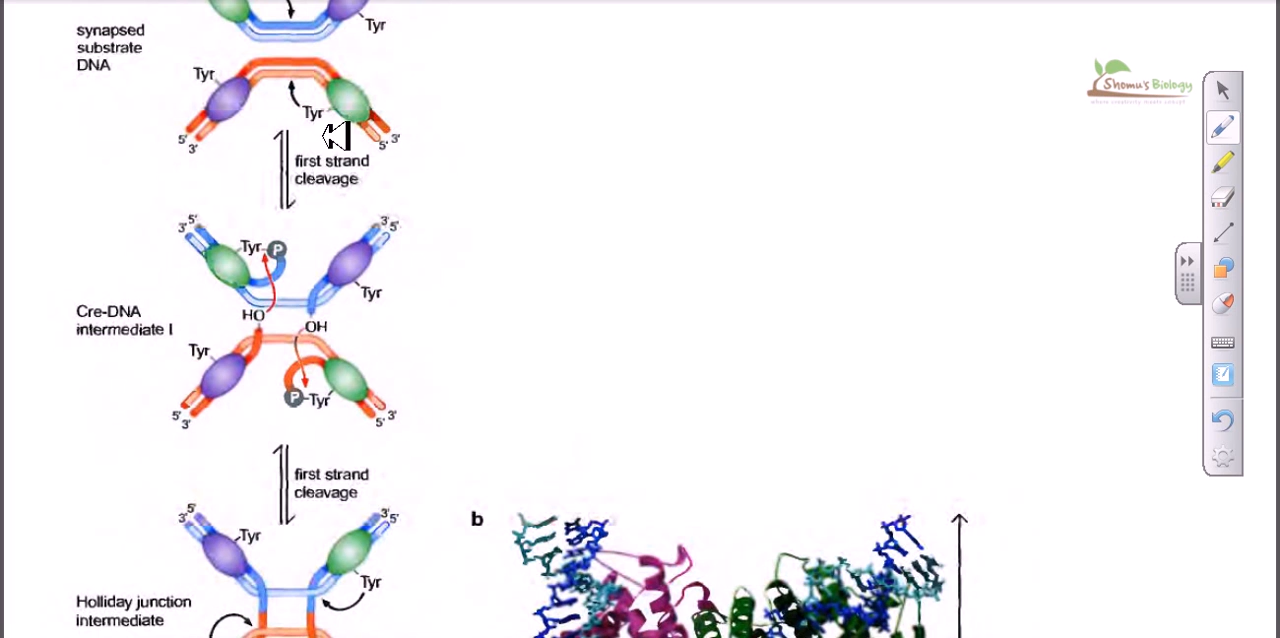 Tyr
synapsed
substrate
DNA
Tyr
Tyr
5'
3'
5'
3'
first strand
cleavage
5'
3'
3'
5'
Tyr
P
Tyr
HO
OH
Cre-DNA
intermediate I
Tyr
P
Tyr
5'
3'
5'
3'
first strand
cleavage
5'
3'
3'
5'
Tyr
Tyr
Holliday junction
intermediate
b
Shomu's Biology